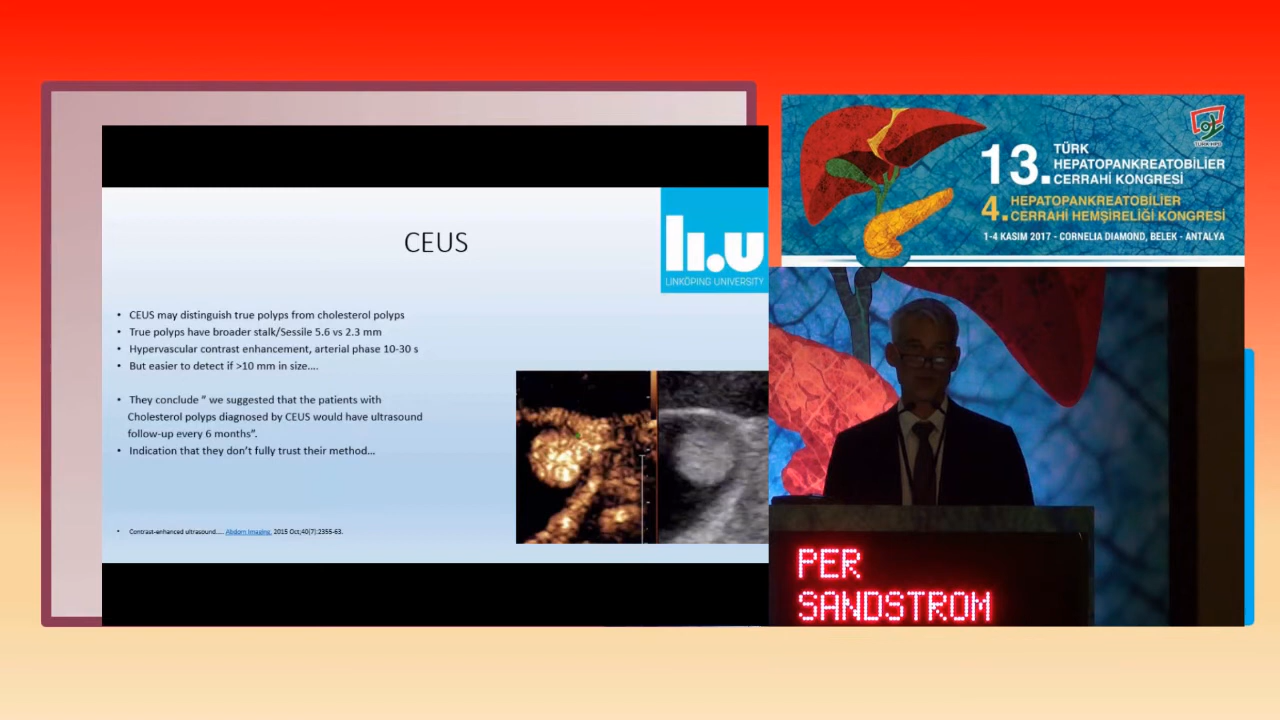 CEUS
li.u
LINKÖPING UNIVERSITY
• CEUS may distinguish true polyps from cholesterol polyps
• True polyps have broader stalk/Sessile 5.6 vs 2.3 mm
• Hypervascular contrast enhancement, arterial phase 10-30 s
• But easier to detect if >10 mm in size....
• They conclude " we suggested that the patients with
Cholesterol polyps diagnosed by CEUS would have ultrasound
follow-up every 6 months".
• Indication that they don't fully trust their method...
• Contrast-enhanced ultrasound.... Abdom Imaging. 2015 Oct;40(7):2355-63.
13. TÜRK
HEPATOPANKREATOBİLİER
CERRAHİ KONGRESİ
4. HEPATOPANKREATOBİLİER
CERRAHİ HEMŞİRELİĞİ KONGRESİ
1-4 KASIM 2017 - CORNELIA DIAMOND, BELEK - ANTALYA
TÜRK HPB
PER
SANDSTROM